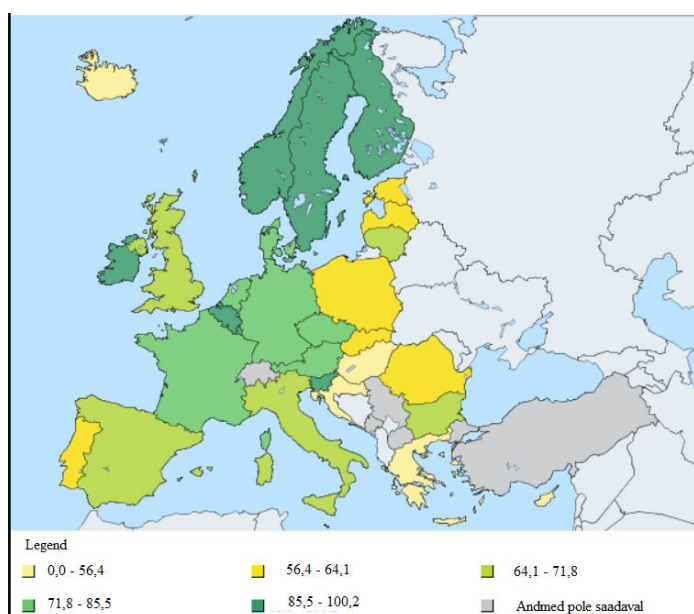 Legend
0,0 - 56,4
56,4 - 64,1
64,1 - 71,8
71,8 - 85,5
85,5 - 100,2
Andmed pole saadaval